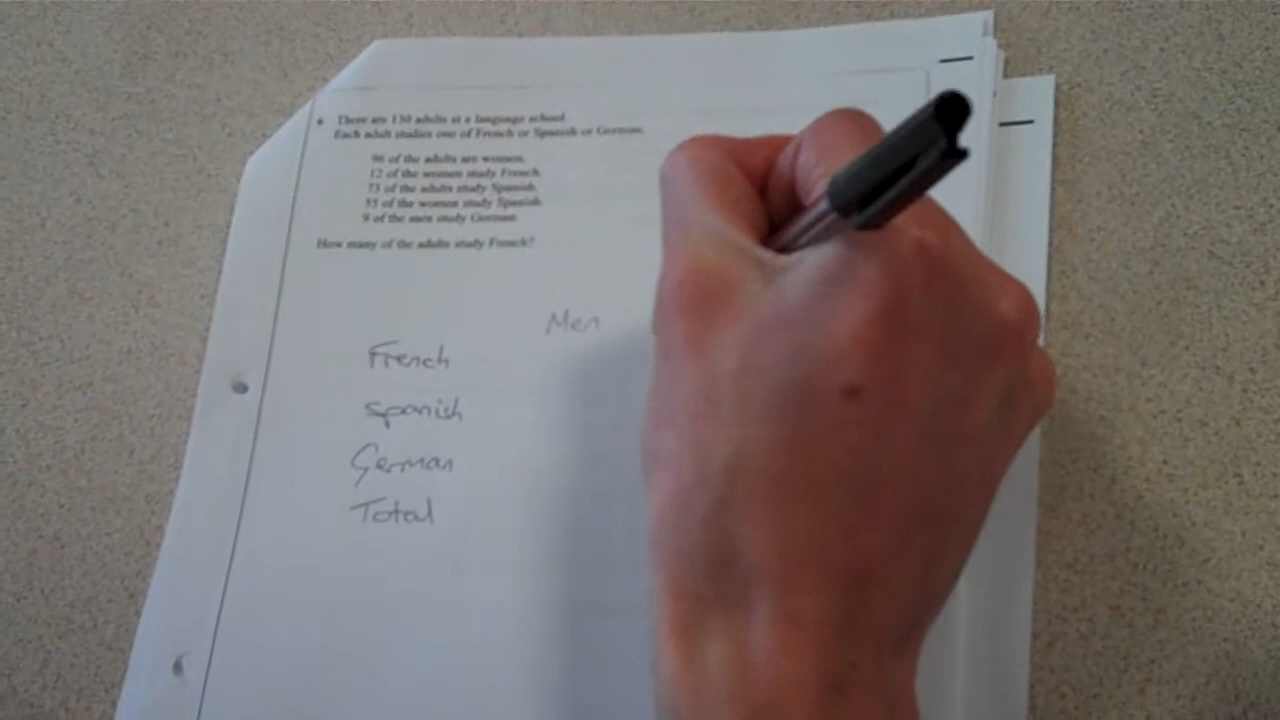 There are 130 adults at a language school.
Each adult studies one of French or Spanish or German.
96 of the adults are women.
12 of the women study French.
73 of the adults study Spanish.
55 of the women study Spanish.
9 of the men study German.
How many of the adults study French?
Men
French
Spanish
German
Total